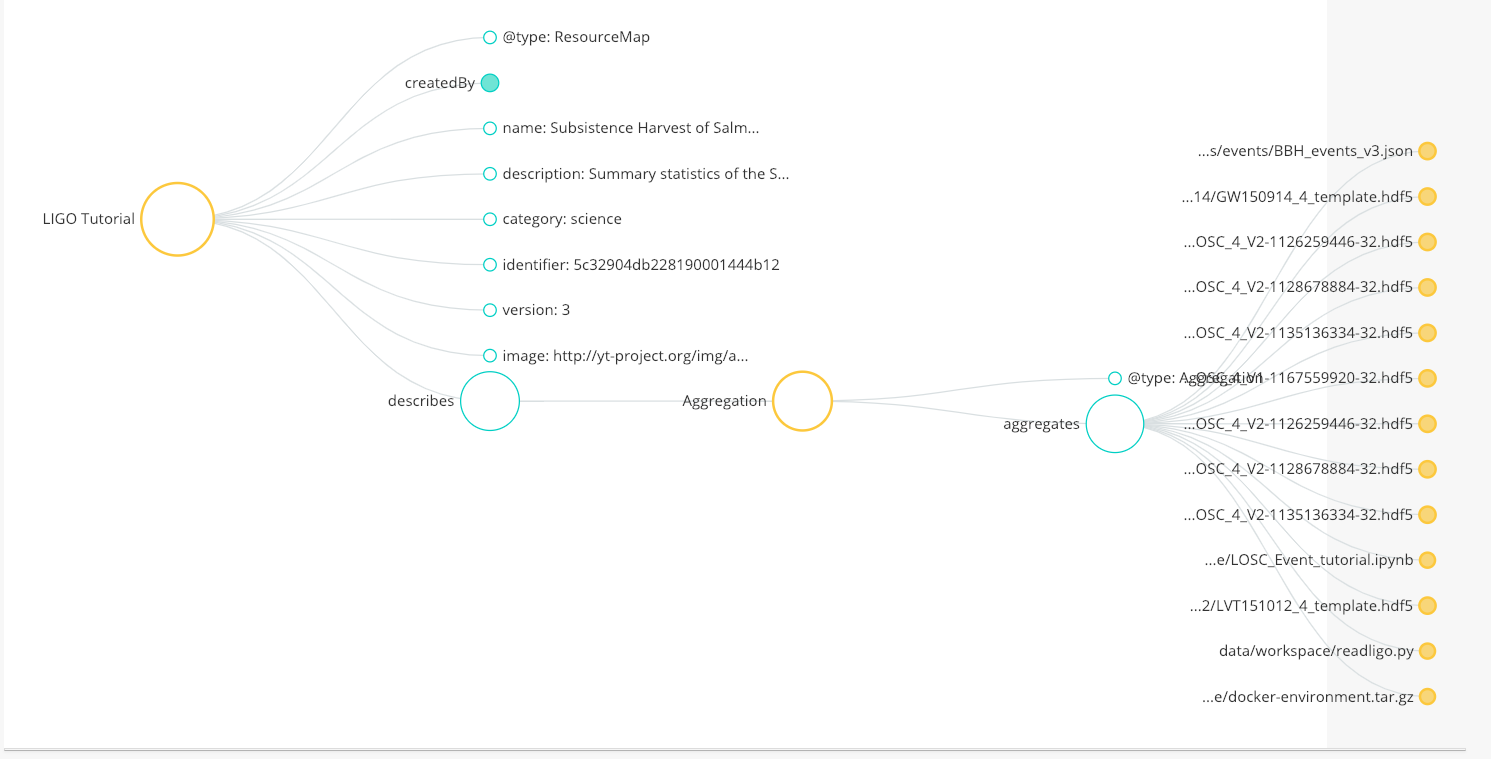 LIGO Tutorial
@type: ResourceMap
createdBy
name: Subsistence Harvest of Salm...
description: Summary statistics of the S...
category: science
identifier: 5c32904db228190001444b12
version: 3
image: http://yt-project.org/img/a...
describes
Aggregation
@type: Aggregation
aggregates
...s/events/BBH_events_v3.json
...14/GW150914_4_template.hdf5
...OSC_4_V2-1126259446-32.hdf5
...OSC_4_V2-1128678884-32.hdf5
...OSC_4_V2-1135136334-32.hdf5
...OSC_4_V1-1167559920-32.hdf5
...OSC_4_V2-1126259446-32.hdf5
...OSC_4_V2-1128678884-32.hdf5
...OSC_4_V2-1135136334-32.hdf5
...e/LOSC_Event_tutorial.ipynb
...2/LVT151012_4_template.hdf5
data/workspace/readligo.py
...e/docker-environment.tar.gz